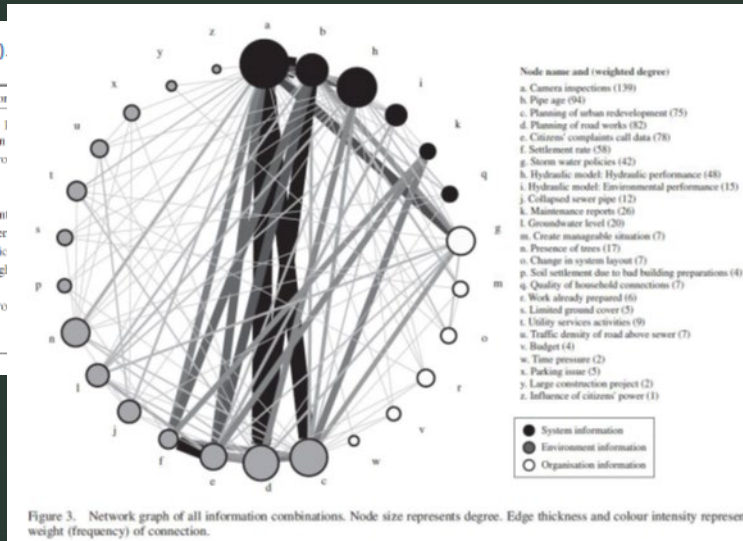 z
a
b
y
h
x
i
u
k
t
q
s
g
p
m
n
o
l
r
j
v
f
w
e
d
c
Node name and (weighted degree)
a. Camera inspections (139)
b. Pipe age (94)
c. Planning of urban redevelopment (75)
d. Planning of road works (82)
e. Citizens' complaints call data (78)
f. Settlement rate (58)
g. Storm water policies (42)
h. Hydraulic model: Hydraulic performance (48)
i. Hydraulic model: Environmental performance (15)
j. Collapsed sewer pipe (12)
k. Maintenance reports (26)
l. Groundwater level (20)
m. Create manageable situation (7)
n. Presence of trees (17)
o. Change in system layout (7)
p. Soil settlement due to bad building preparations (4)
q. Quality of household connections (7)
r. Work already prepared (6)
s. Limited ground cover (5)
t. Utility services activities (9)
u. Traffic density of road above sewer (7)
v. Budget (4)
w. Time pressure (2)
x. Parking issue (5)
y. Large construction project (2)
z. Influence of citizens' power (1)
System information
Environment information
Organisation information
Figure 3. Network graph of all information combinations. Node size represents degree. Edge thickness and colour intensity represen
weight (frequency) of connection.